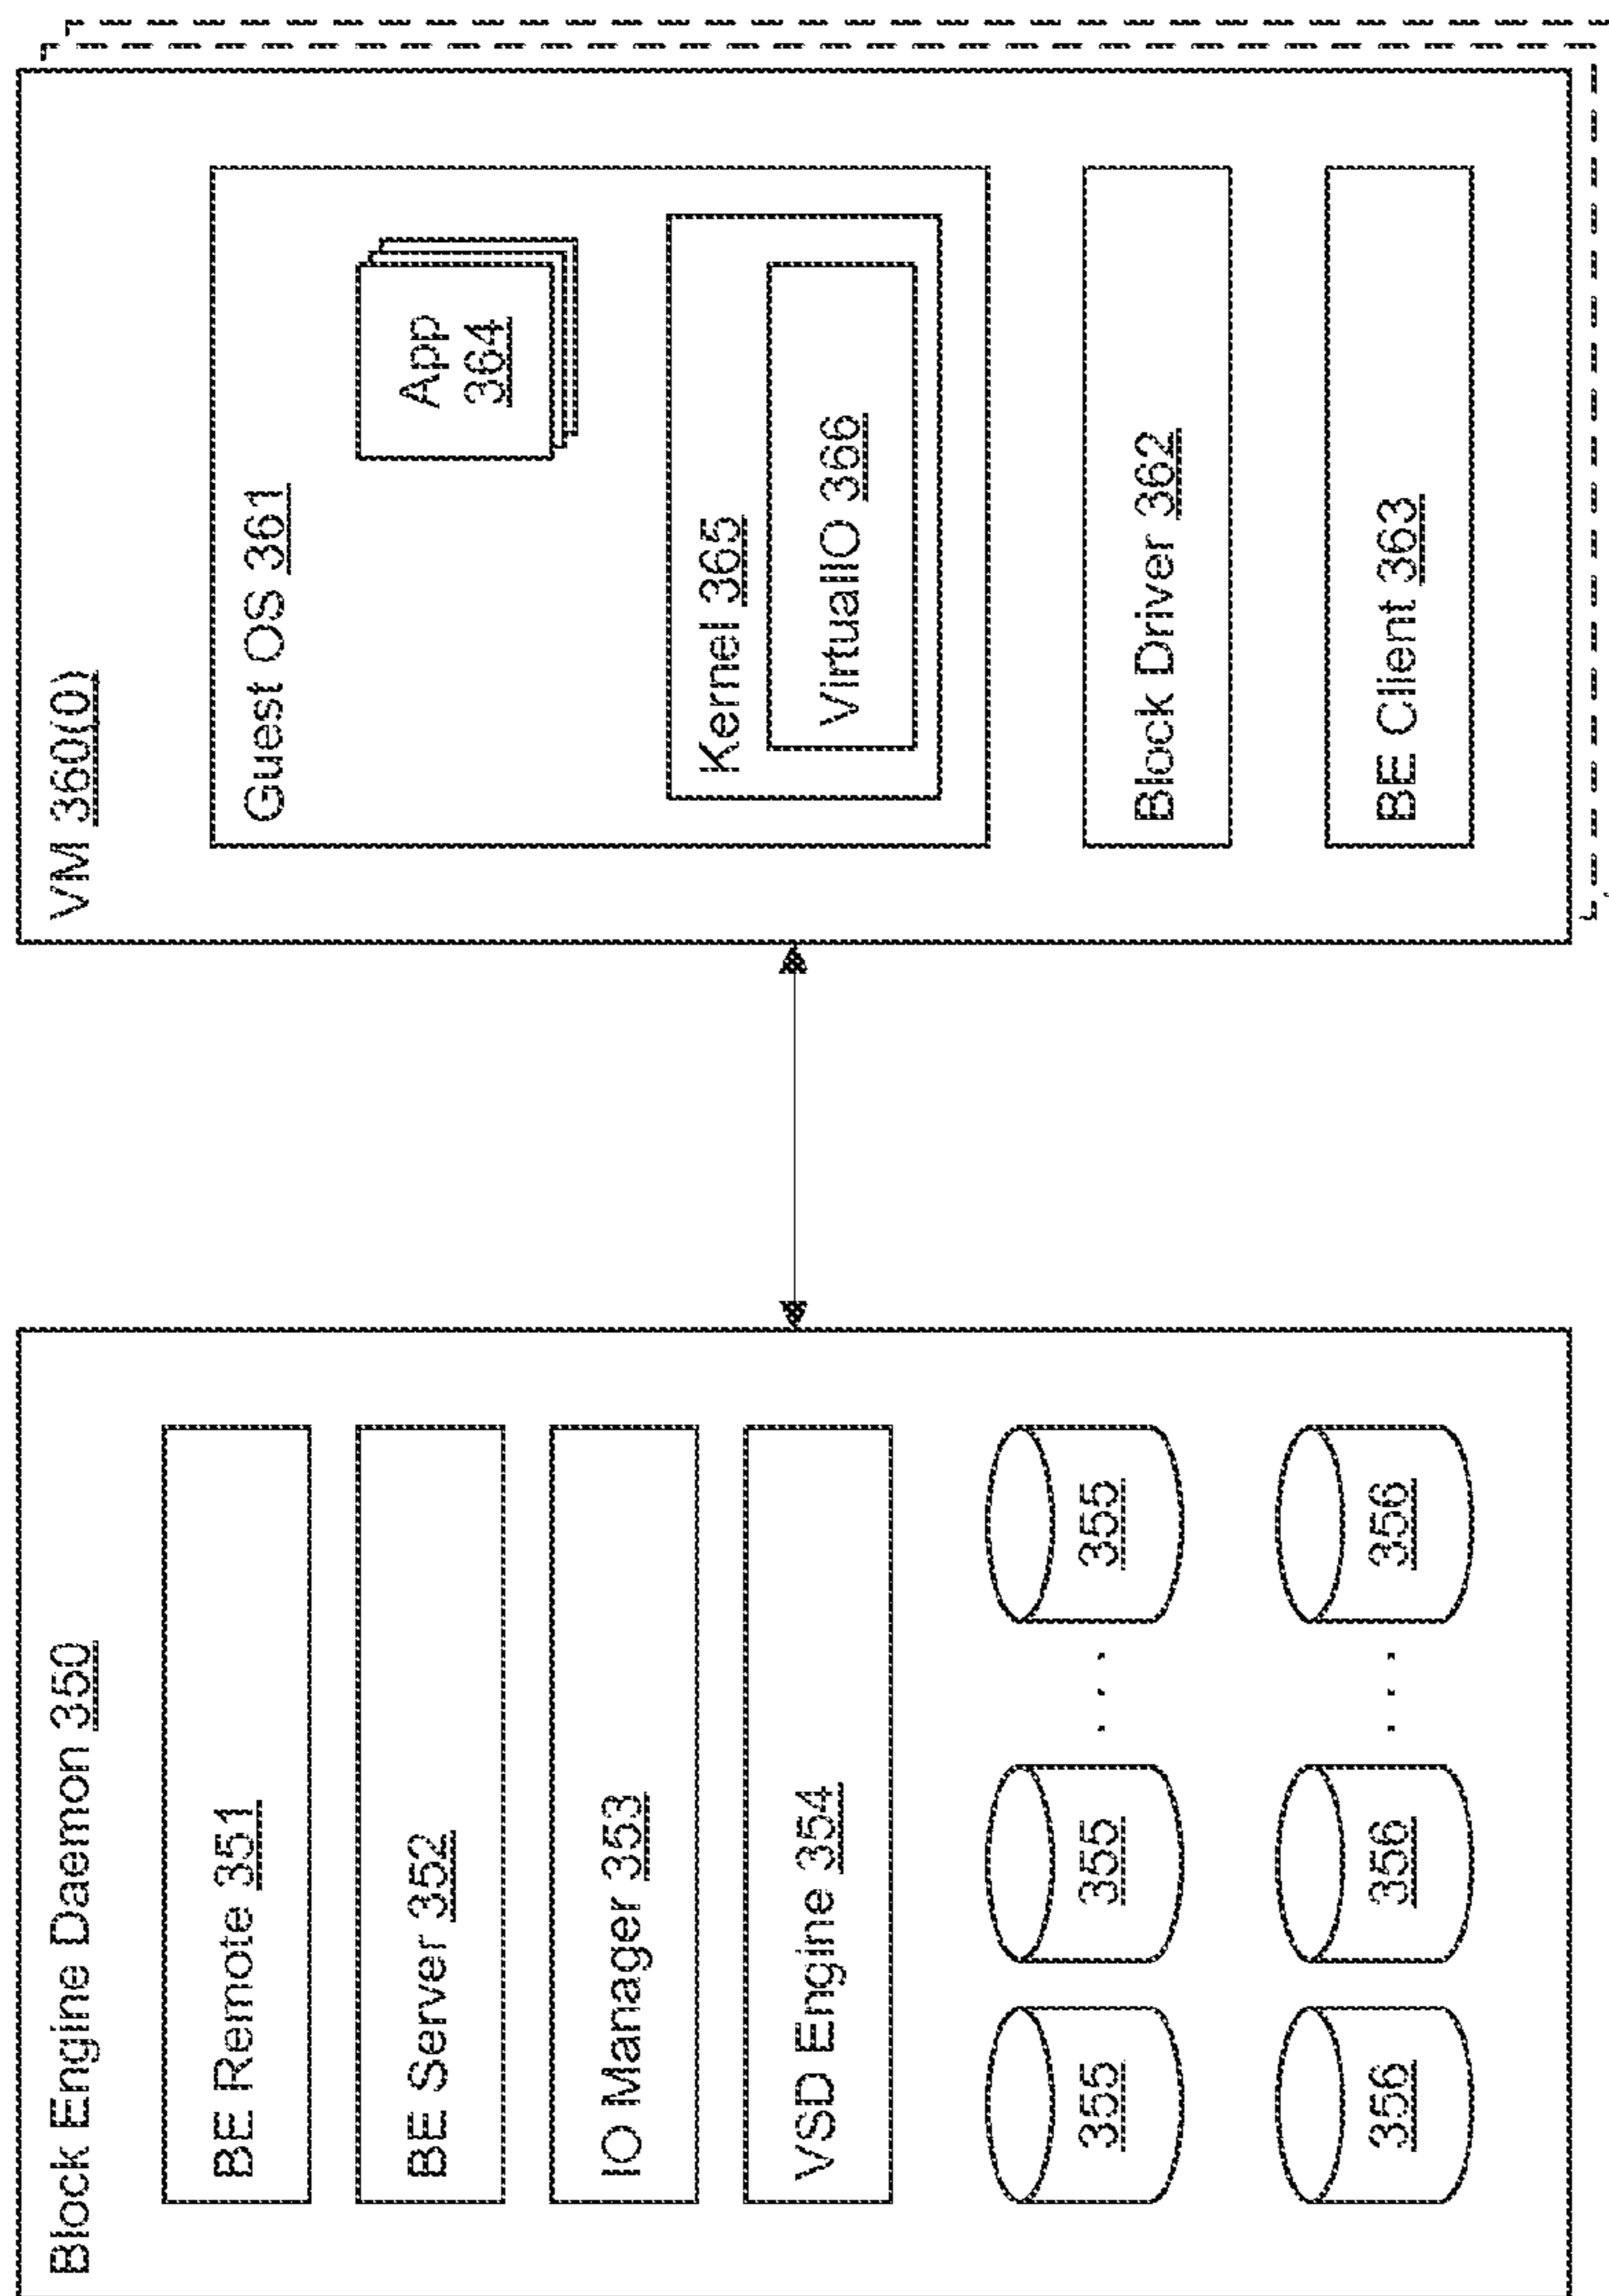 Block Engine Daemon 350
BE Remote 351
BE Server 352
IO Manager 353
VSD Engine 354
355
355
. . .
355
356
356
. . .
356
VM 360(0)
Guest OS 361
App
364
Kernel 365
VirtualIO 366
Block Driver 362
BE Client 363